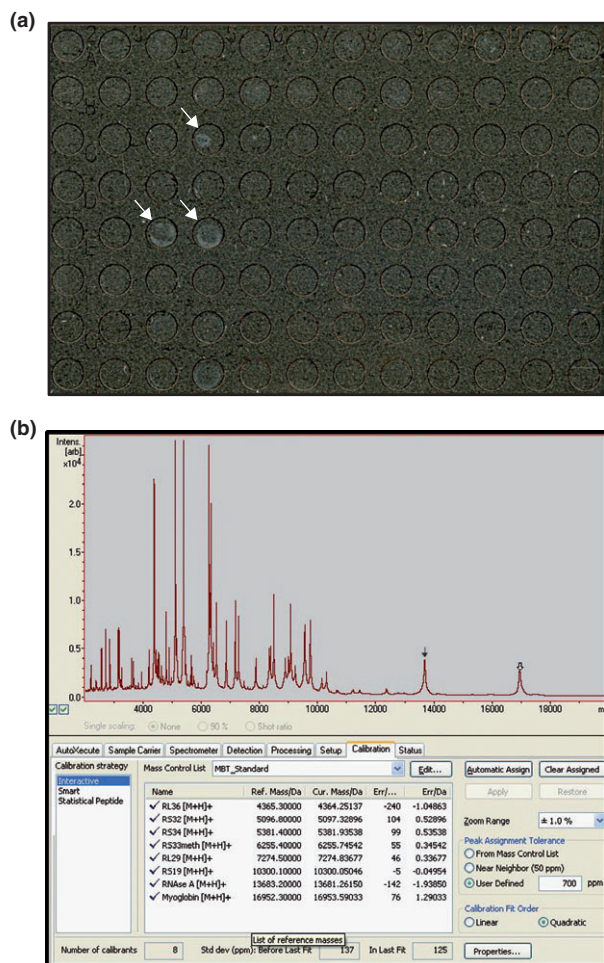 (a)
A
D
E
(b)
Intens.
[arb]
x10⁴
2.0
1.5
1.0
0.5
0.0
4000 6000 8000 10000 12000 14000 16000 18000
Single scaling: None 90 % Shot ratio
AutoXecute Sample Carrier Spectrometer Detection Processing Setup Calibration Status
Calibration strategy Mass Control List MBT_Standard Edit... Automatic Assign Clear Assigned
Interactive
Smart
Statistical Peptide
Apply Restore
Name Ref. Mass/Da Cur. Mass/Da Err/... Err/Da
RL36 [M+H]+ 4365.30000 4364.25137 -240 -1.04863
RS32 [M+H]+ 5096.80000 5097.32896 104 0.52896
RS34 [M+H]+ 5381.40000 5381.93538 99 0.53538
RS33meth [M+H]+ 6255.40000 6255.74542 55 0.34542
RL29 [M+H]+ 7274.50000 7274.83677 46 0.33677
RS19 [M+H]+ 10300.10000 10300.05046 -5 -0.04954
RNAse A [M+H]+ 13683.20000 13681.26150 -142 -1.93850
Myoglobin [M+H]+ 16952.30000 16953.59033 76 1.29033
Zoom Range ± 1.0 %
Peak Assignment Tolerance
From Mass Control List
Near Neighbor (50 ppm)
User Defined 700 ppm
Calibration Fit Order
Linear Quadratic
List of reference masses
Number of calibrants 8 Std dev (ppm): Before Last Fit 137 In Last Fit 125 Properties...